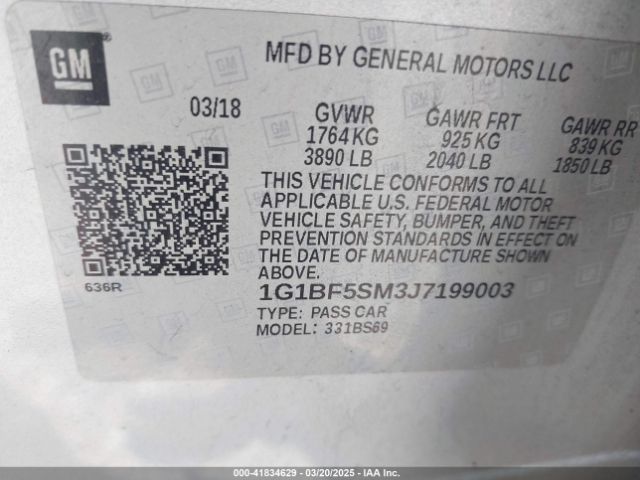 GM
MFD BY GENERAL MOTORS LLC
03/18
GVWR
1764 KG
3890 LB
GAWR FRT
925 KG
2040 LB
GAWR RR
839 KG
1850 LB
THIS VEHICLE CONFORMS TO ALL
APPLICABLE U.S. FEDERAL MOTOR
VEHICLE SAFETY, BUMPER, AND THEFT
PREVENTION STANDARDS IN EFFECT ON
THE DATE OF MANUFACTURE SHOWN
ABOVE.
636R
1G1BF5SM3J7199003
TYPE: PASS CAR
MODEL: 331BS69
000-41834629 - 03/20/2025 - IAA Inc.